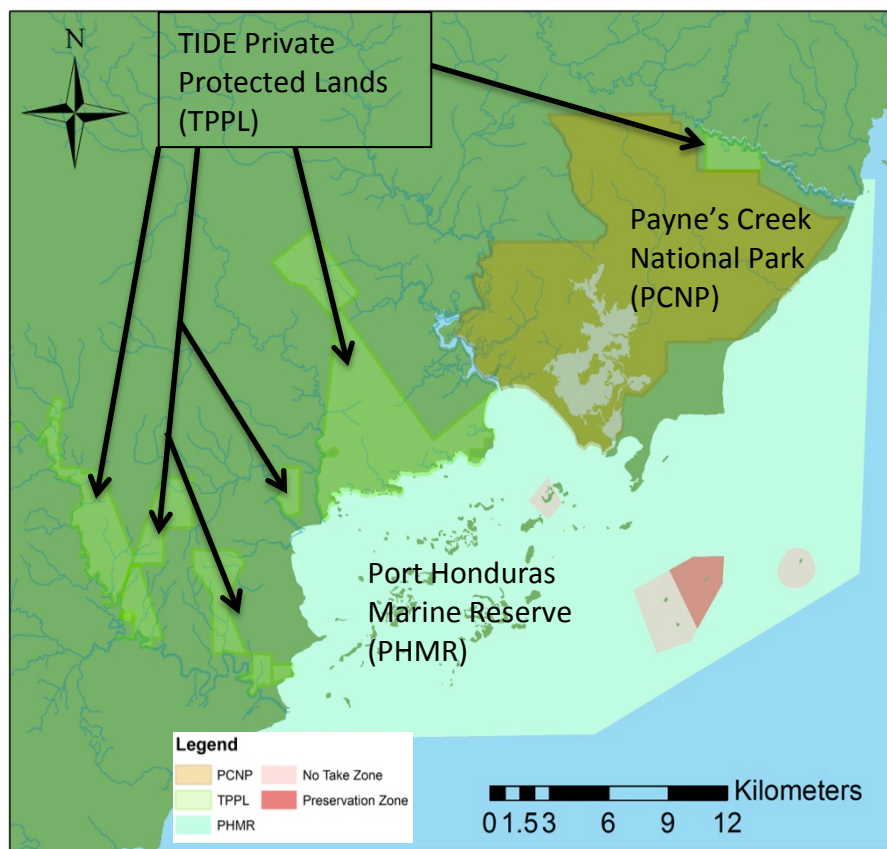 N
TIDE Private
Protected Lands
(TPPL)
Payne’s Creek
National Park
(PCNP)
Port Honduras
Marine Reserve
(PHMR)
Legend
PCNP
TPPL
PHMR
No Take Zone
Preservation Zone
Kilometers
0 1.5 3 6 9 12